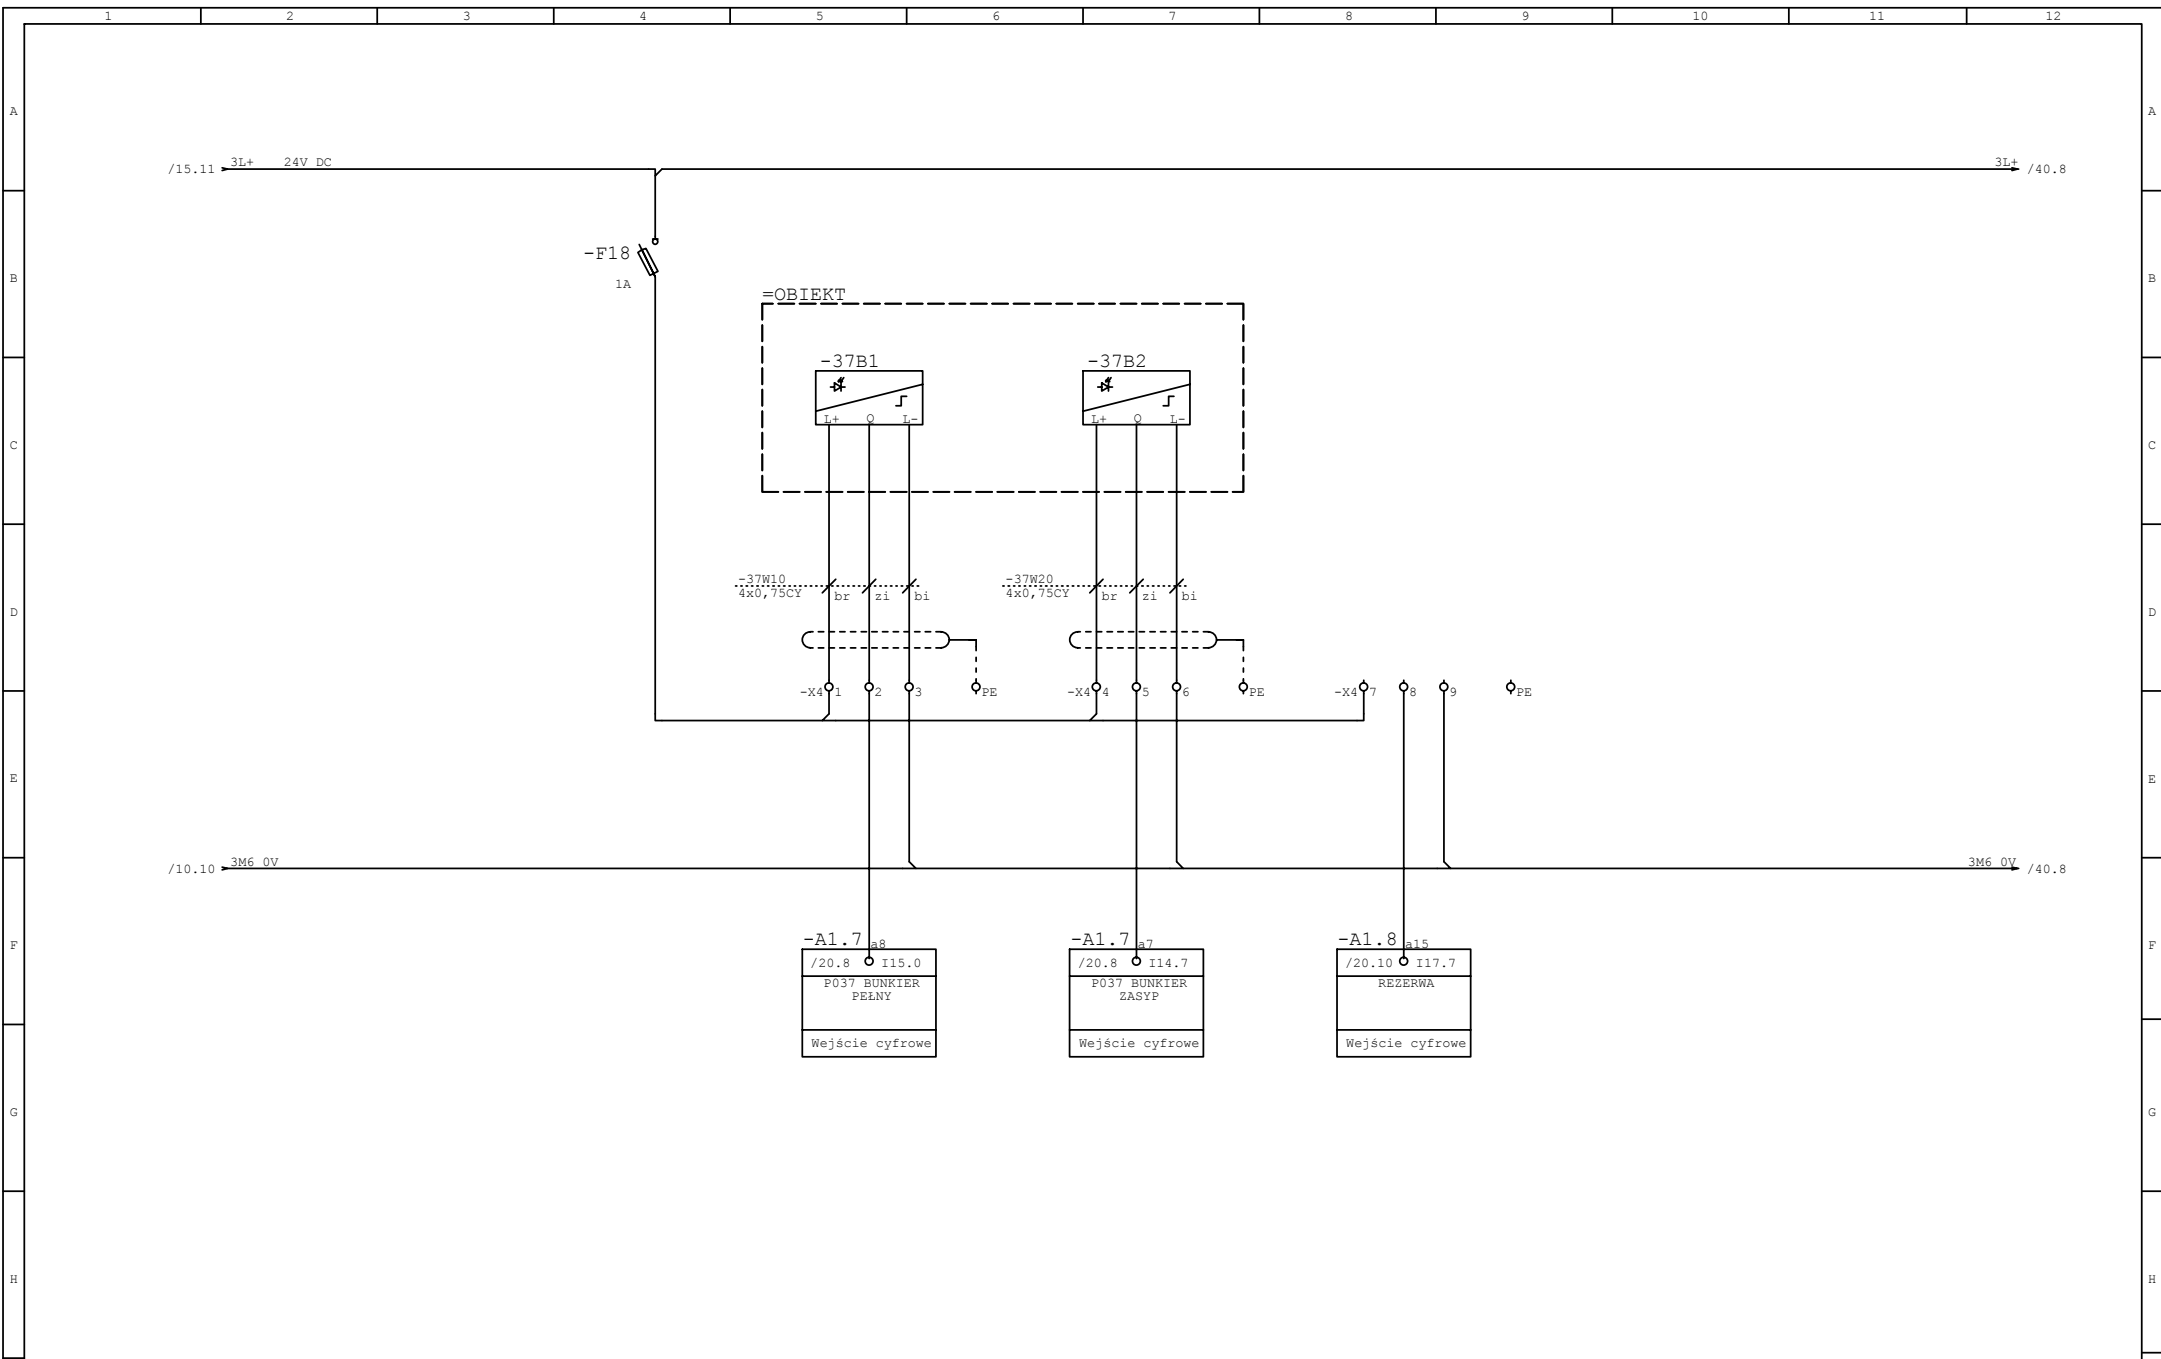 1 2 3 4 5 6 7 8 9 10 11 12
A A
/15.11 3L+ 24V DC 3L+ /40.8
-F18
1A
B B
=OBIEKT
-37B1 -37B2
L+ Q L- L+ Q L-
C C
-37W10 -37W20
4x0,75CY br zi bi 4x0,75CY br zi bi
D D
-X4 1 2 3 PE -X4 4 5 6 PE -X4 7 8 9 PE
E E
/10.10 3M6 0V 3M6 0V /40.8
-A1.7 a8 -A1.7 a7 -A1.8 a15
F F
/20.8 I15.0 /20.8 I14.7 /20.10 I17.7
P037 BUNKIER P037 BUNKIER REZERWA
PEŁNY ZASYP
Wejście cyfrowe Wejście cyfrowe Wejście cyfrowe
G G
H H